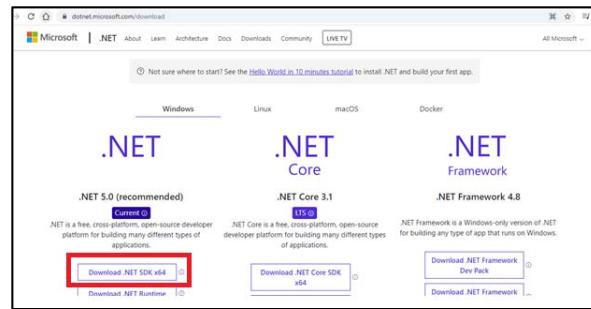 dotnet.microsoft.com/download
Microsoft | .NET About Learn Architecture Docs Downloads Community LIVE TV All Microsoft
Not sure where to start? See the Hello World in 10 minutes tutorial to install .NET and build your first app.
Windows Linux macOS Docker
.NET
.NET 5.0 (recommended)
Current
.NET is a free, cross-platform, open-source developer
platform for building many different types of
applications.
Download .NET SDK x64
Download .NET Runtime
.NET
Core
.NET Core 3.1
LTS
.NET Core is a free, cross-platform, open-source
developer platform for building many different types
of applications.
Download .NET Core SDK
x64
.NET
Framework
.NET Framework 4.8
.NET Framework is a Windows-only version of .NET
for building any type of app that runs on Windows.
Download .NET Framework
Dev Pack
Download .NET Framework